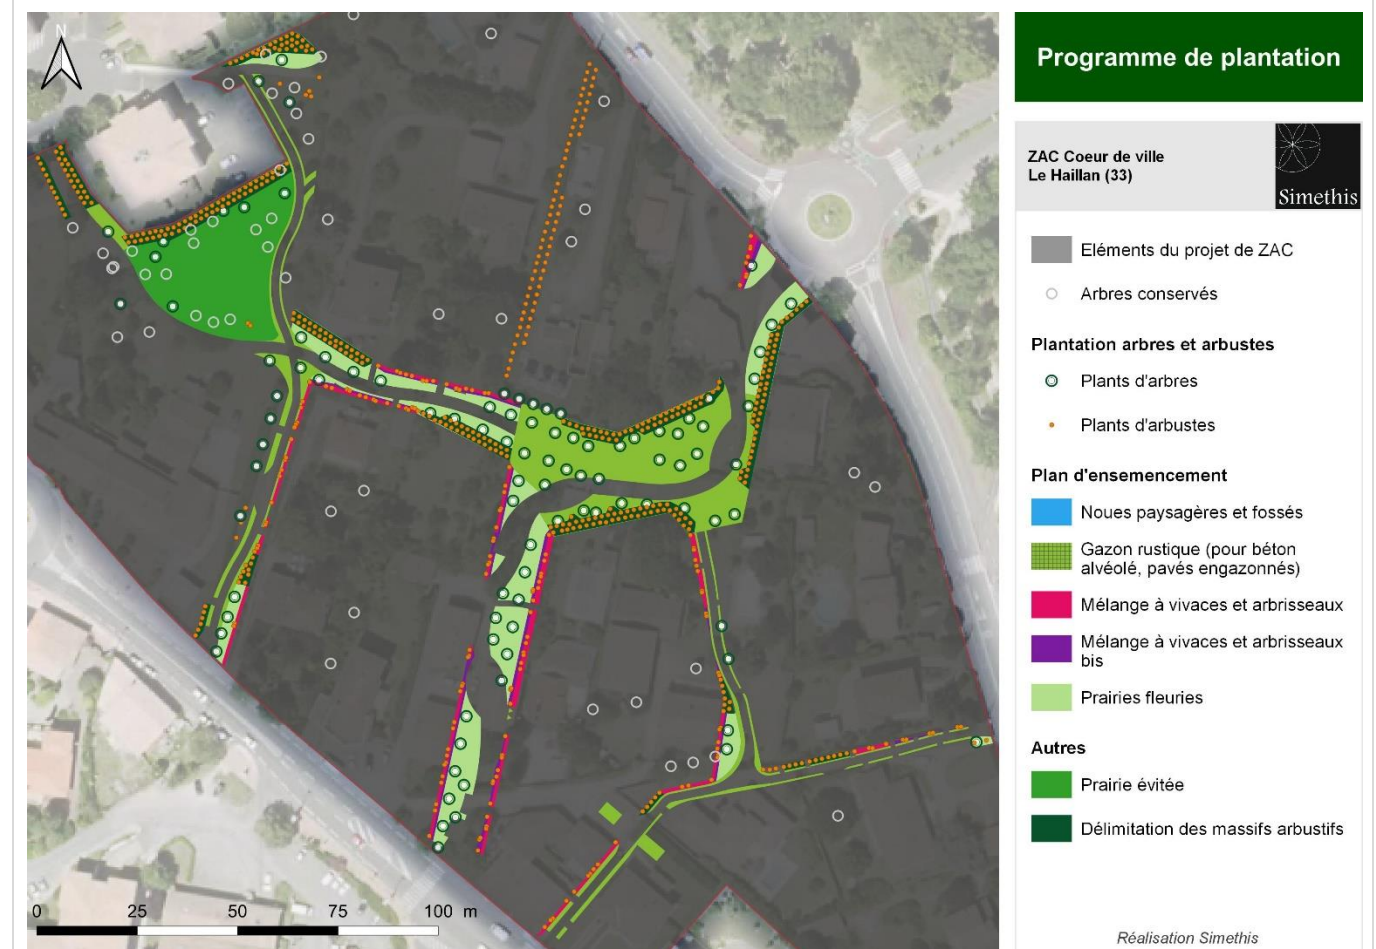 N
Programme de plantation
ZAC Coeur de ville
Le Haillan (33)
Simethis
Eléments du projet de ZAC
Arbres conservés
Plantation arbres et arbustes
Plants d'arbres
Plants d'arbustes
Plan d'ensemencement
Noues paysagères et fossés
Gazon rustique (pour béton
alvéolé, pavés engazonnés)
Mélange à vivaces et arbrisseaux
Mélange à vivaces et arbrisseaux
bis
Prairies fleuries
Autres
Prairie évitée
Délimitation des massifs arbustifs
0 25 50 75 100 m
Réalisation Simethis